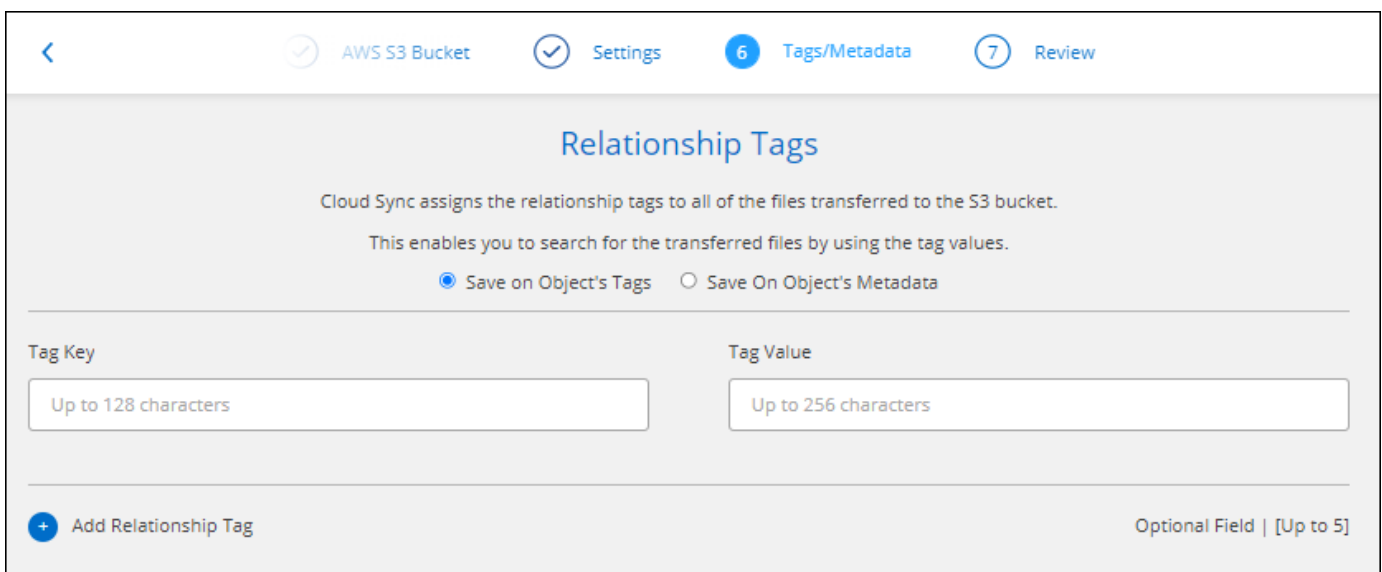 AWS S3 Bucket
Settings
6 Tags/Metadata
7 Review
Relationship Tags
Cloud Sync assigns the relationship tags to all of the files transferred to the S3 bucket.
This enables you to search for the transferred files by using the tag values.
Save on Object's Tags
Save On Object's Metadata
Tag Key
Tag Value
Up to 128 characters
Up to 256 characters
+ Add Relationship Tag
Optional Field | [Up to 5]